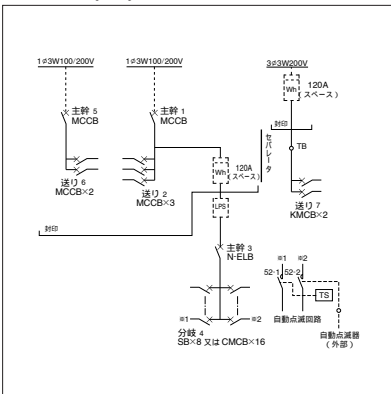 1φ3W100/200V
1φ3W100/200V
3φ3W200V
Wh
120A
(スペース)
主幹 5
MCCB
主幹 1
MCCB
封印
セパレータ
TB
Wh
120A
(スペース)
送り 6
MCCB×2
送り 2
MCCB×3
LPS
送り 7
KMCB×2
封印
主幹 3
N-ELB
※1 ※2
52-1 52-2
TS
※1 ※2
自動点滅回路
分岐 4
SB×8 又は CMCB×16
自動点滅器
(外部)